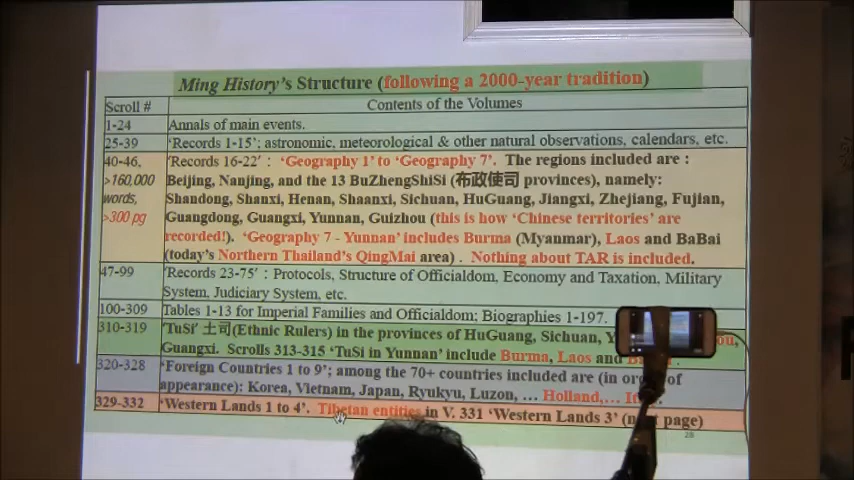 Ming History's Structure (following a 2000-year tradition)
Scroll # Contents of the Volumes
1-24 Annals of main events.
25-39 'Records 1-15': astronomic, meteorological & other natural observations, calendars, etc.
40-46, 'Records 16-22': 'Geography 1' to 'Geography 7'. The regions included are :
>160,000 Beijing, Nanjing, and the 13 BuZhengShiSi (布政使司 provinces), namely:
words, Shandong, Shanxi, Henan, Shaanxi, Sichuan, HuGuang, Jiangxi, Zhejiang, Fujian,
>300 pg Guangdong, Guangxi, Yunnan, Guizhou (this is how 'Chinese territories' are
recorded!). 'Geography 7 - Yunnan' includes Burma (Myanmar), Laos and BaBai
(today's Northern Thailand's QingMai area). Nothing about TAR is included.
47-99 'Records 23-75': Protocols, Structure of Officialdom, Economy and Taxation, Military
System, Judiciary System, etc.
100-309 Tables 1-13 for Imperial Families and Officialdom; Biographies 1-197.
310-319 'TuSi' 土司(Ethnic Rulers) in the provinces of HuGuang, Sichuan,
Guangxi. Scrolls 313-315 'TuSi in Yunnan' include Burma, Laos and
320-328 'Foreign Countries 1 to 9'; among the 70+ countries included are (in of
appearance): Korea, Vietnam, Japan, Ryukyu, Luzon, ... Holland,...
329-332 'Western Lands 1 to 4'. Tibetan entities in V. 331 'Western Lands 3' ( page)
28